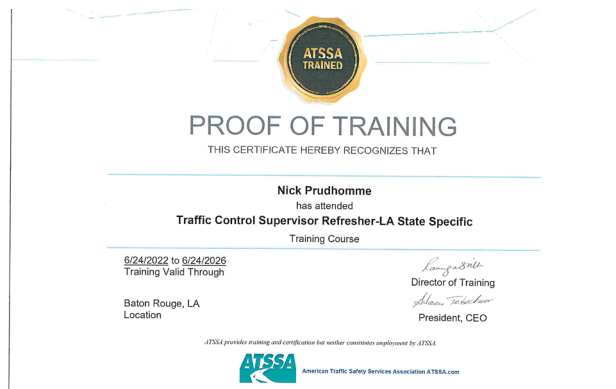 ATSSA
TRAINED
PROOF OF TRAINING
THIS CERTIFICATE HEREBY RECOGNIZES THAT
Nick Prudhomme
has attended
Traffic Control Supervisor Refresher-LA State Specific
Training Course
6/24/2022 to 6/24/2026
Training Valid Through
Director of Training
Baton Rouge, LA
Location
President, CEO
ATSSA provides training and certification but neither constitutes employment by ATSSA.
ATSSA
American Traffic Safety Services Association ATSSA.com